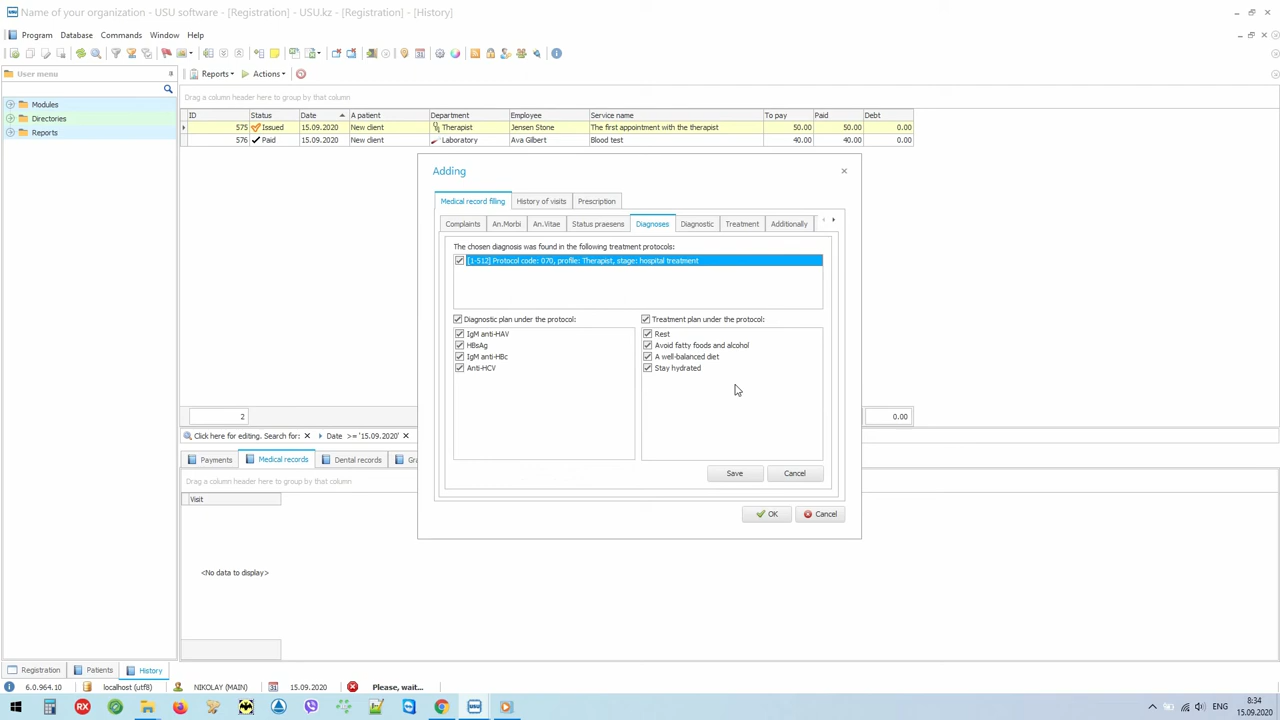 Name of your organization - USU software - [Registration] - USU.kz - [Registration] - [History]
Program Database Commands Window Help
User menu
Reports Actions
Modules
Directories
Reports
Drag a column header here to group by that column
ID Status Date A patient Department Employee Service name To pay Paid Debt
575 Issued 15.09.2020 New client Therapist Jensen Stone The first appointment with the therapist 50.00 50.00 0.00
576 Paid 15.09.2020 New client Laboratory Ava Gilbert Blood test 40.00 40.00 0.00
Adding
Medical record filling History of visits Prescription
Complaints An.Morbi An.Vitae Status praesens Diagnoses Diagnostic Treatment Additionally
The chosen diagnosis was found in the following treatment protocols:
[1-512] Protocol code: 070, profile: Therapist, stage: hospital treatment
Diagnostic plan under the protocol:
IgM anti-HAV
HBsAg
IgM anti-HBc
Anti-HCV
Treatment plan under the protocol:
Rest
Avoid fatty foods and alcohol
A well-balanced diet
Stay hydrated
Save Cancel
OK Cancel
2 0.00
Click here for editing. Search for: Date >= '15.09.2020'
Payments Medical records Dental records Gr
Drag a column header here to group by that column
Visit
<No data to display>
Registration Patients History
6.0.964.10 localhost (utf8) NIKOLAY (MAIN) 15.09.2020 Please, wait...
RX
ENG 8:34
15.09.2020